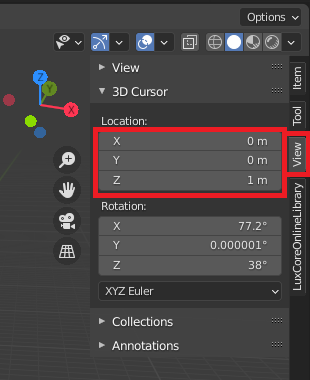 Options
View
3D Cursor
Location:
X 0 m
Y 0 m
Z 1 m
Rotation:
X 77.2°
Y 0.000001°
Z 38°
XYZ Euler
Collections
Annotations
Item
Tool
View
LuxCoreOnlineLibrary
Z
Y
X